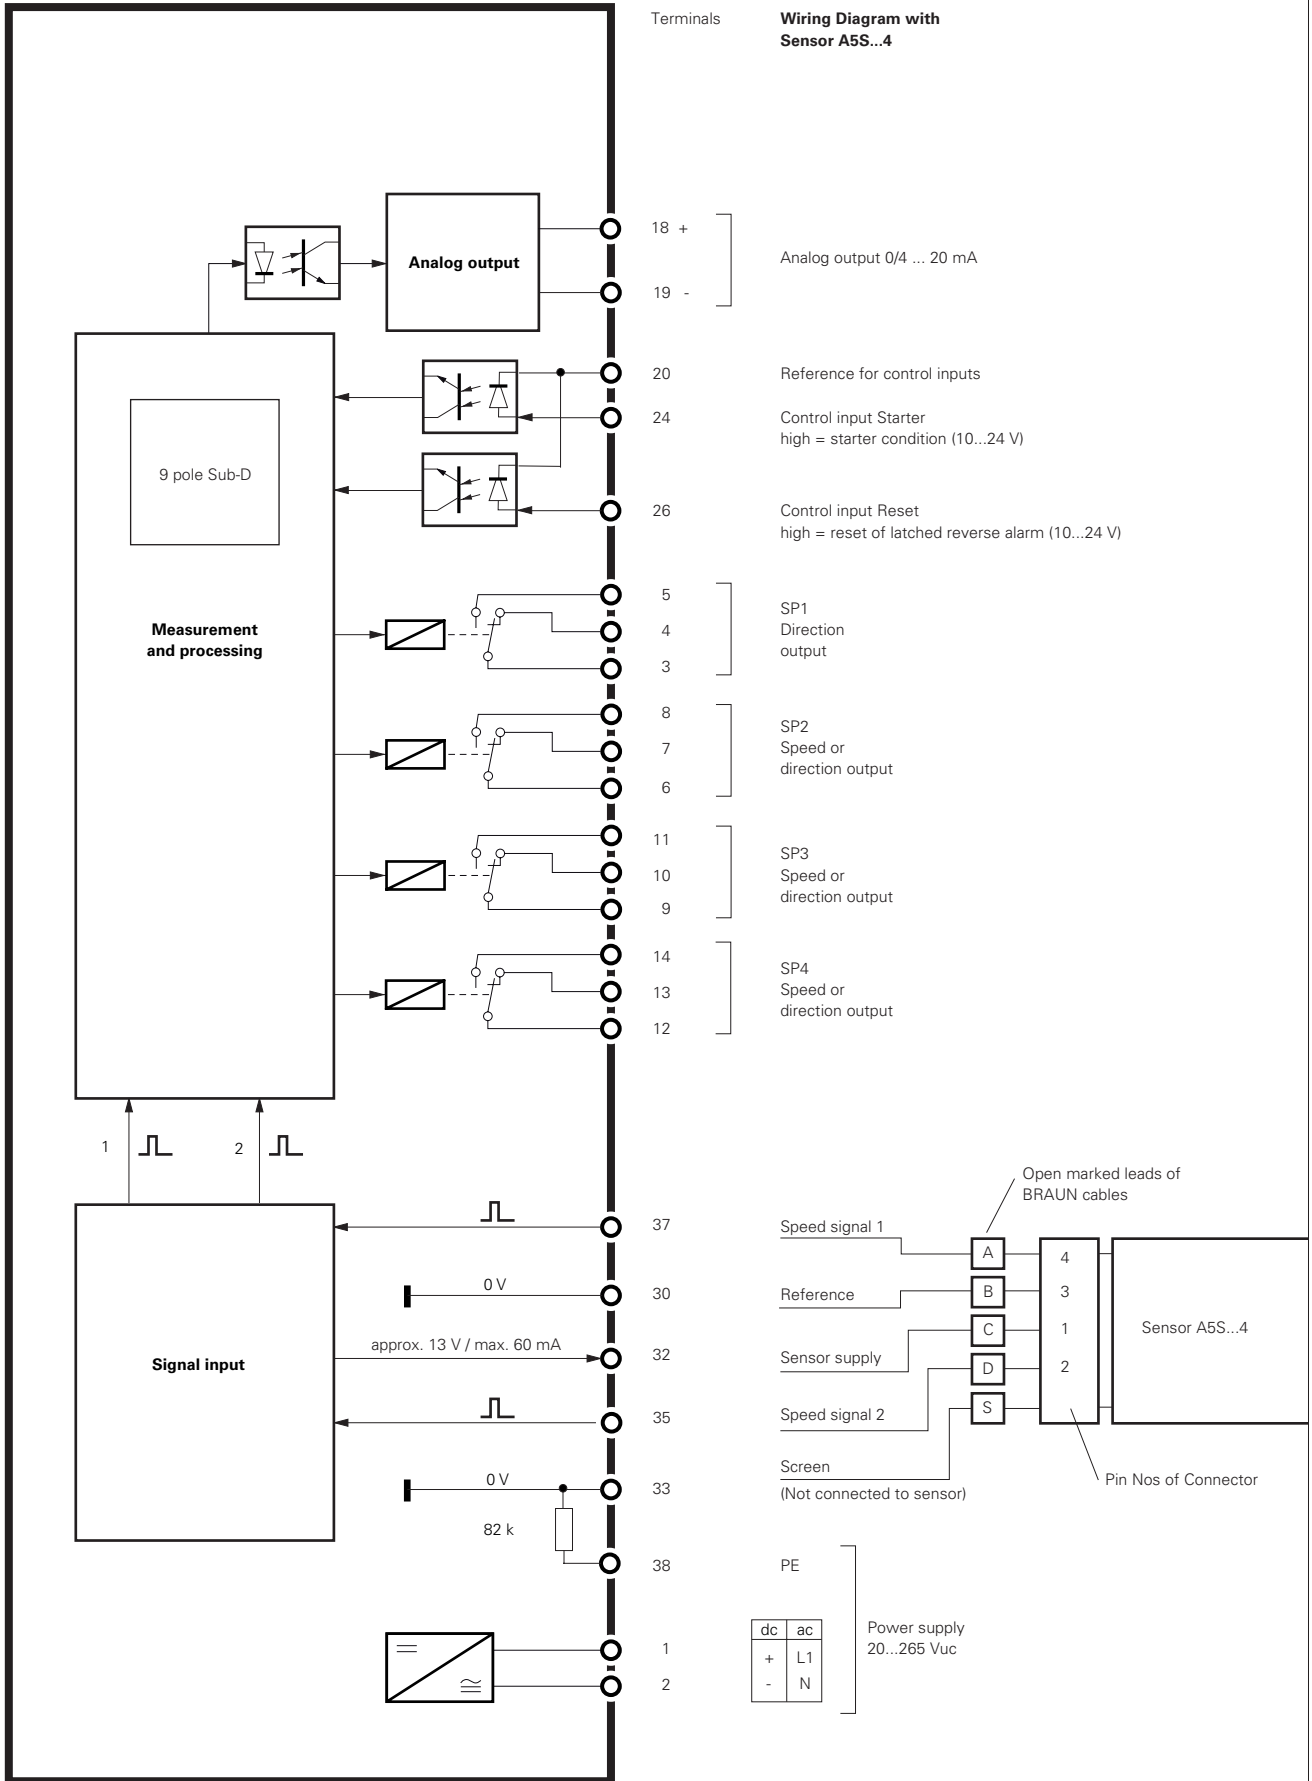 Terminals
Wiring Diagram with
Sensor A5S...4
18 +
Analog output
Analog output 0/4 ... 20 mA
19 -
20
Reference for control inputs
24
Control input Starter
high = starter condition (10...24 V)
9 pole Sub-D
26
Control input Reset
high = reset of latched reverse alarm (10...24 V)
5
SP1
4
Direction
output
3
Measurement
and processing
8
SP2
7
Speed or
direction output
6
11
SP3
10
Speed or
direction output
9
14
SP4
13
Speed or
direction output
12
1
2
Open marked leads of
BRAUN cables
37
Speed signal 1
A
4
0 V
30
Reference
B
3
C
1
Sensor A5S...4
approx. 13 V / max. 60 mA
32
Sensor supply
D
2
Signal input
35
Speed signal 2
S
Screen
(Not connected to sensor)
Pin Nos of Connector
0 V
33
82 k
38
PE
Power supply
20...265 Vuc
dc ac
+ L1
- N
1
2